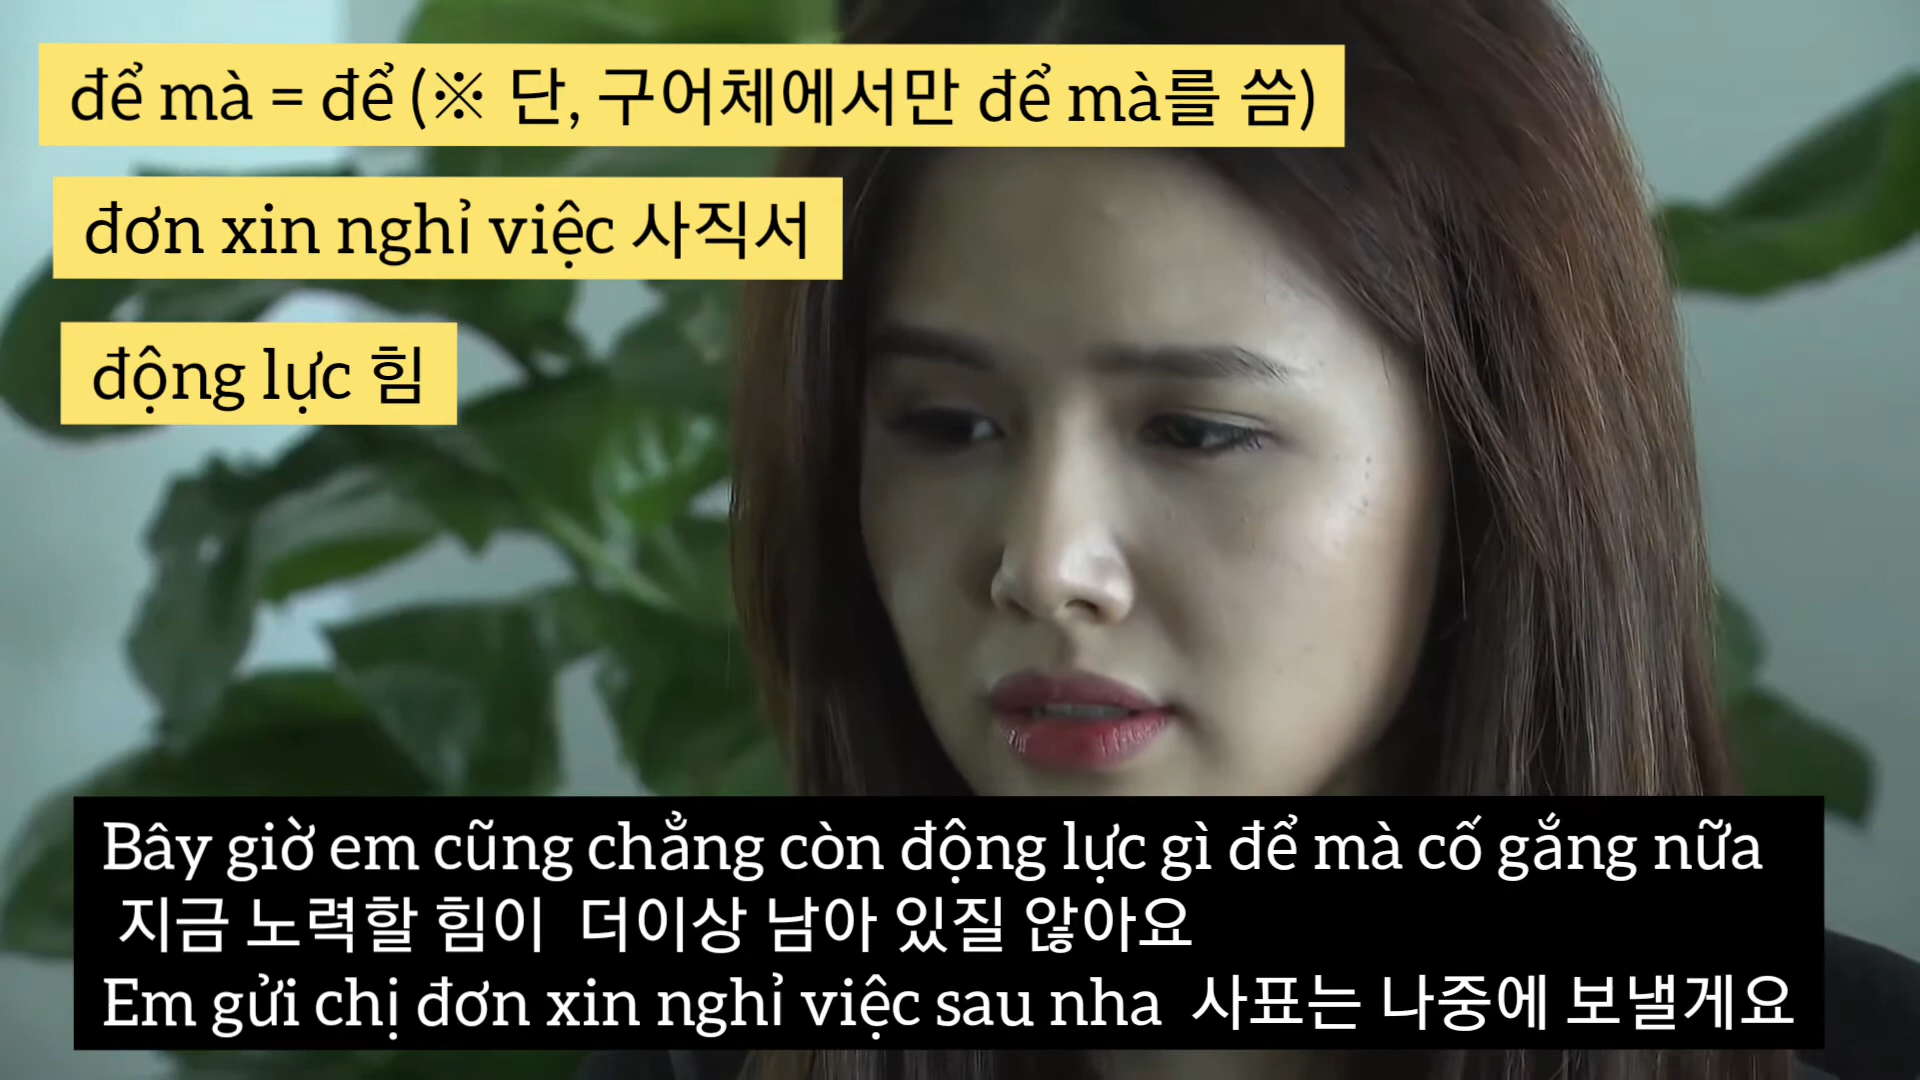 để mà = để (※ 단, 구어체에서만 để mà를 씀)
đơn xin nghỉ việc 사직서
động lực 힘
Bây giờ em cũng chẳng còn động lực gì để mà cố gắng nữa
지금 노력할 힘이 더이상 남아 있질 않아요
Em gửi chị đơn xin nghỉ việc sau nha 사표는 나중에 보낼게요